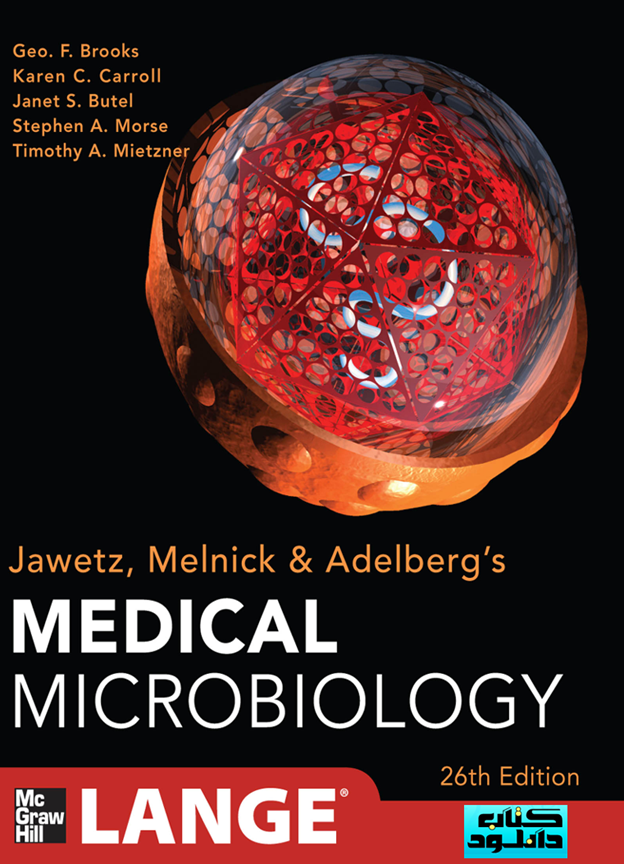 Geo. F. Brooks
Karen C. Carroll
Janet S. Butel
Stephen A. Morse
Timothy A. Mietzner
Jawetz, Melnick & Adelberg's
MEDICAL
MICROBIOLOGY
26th Edition
Mc
Graw
Hill
LANGE®
کتاب
دانلود